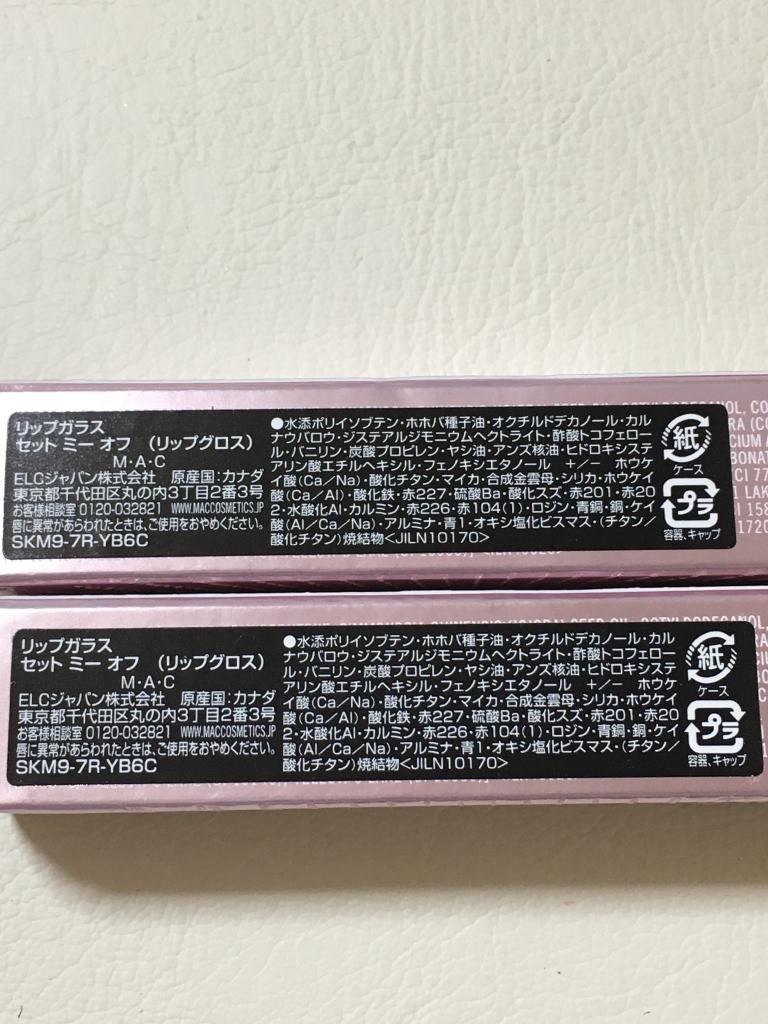 リップガラス
セット ミー オフ （リップグロス）
M・A・C
ELCジャパン株式会社 原産国：カナダ
東京都千代田区丸の内3丁目2番3号
お客様相談室 0120-032821 WWW.MACCOSMETICS.JP
唇に異常があらわれたときは、ご使用をおやめください。
SKM9-7R-YB6C
●水添ポリイソブテン・ホホバ種子油・オクチルドデカノール・カル
ナウバロウ・ジステアルジモニウムヘクトライト・酢酸トコフェロー
ル・バニリン・炭酸プロピレン・ヤシ油・アンズ核油・ヒドロキシステ
アリン酸エチルヘキシル・フェノキシエタノール +/− ホウケ
イ酸(Ca/Na)・酸化チタン・マイカ・合成金雲母・シリカ・ホウケイ
酸(Ca/Al)・酸化鉄・赤227・硫酸Ba・酸化スズ・赤201・赤20
2・水酸化Al・カルミン・赤226・赤104(1)・ロジン・青銅・銅・ケイ
酸(Al/Ca/Na)・アルミナ・青1・オキシ塩化ビスマス・(チタン/
酸化チタン)焼結物<JILN10170>
紙
ケース
プラ
容器、キャップ
リップガラス
セット ミー オフ （リップグロス）
M・A・C
ELCジャパン株式会社 原産国：カナダ
東京都千代田区丸の内3丁目2番3号
お客様相談室 0120-032821 WWW.MACCOSMETICS.JP
唇に異常があらわれたときは、ご使用をおやめください。
SKM9-7R-YB6C
●水添ポリイソブテン・ホホバ種子油・オクチルドデカノール・カル
ナウバロウ・ジステアルジモニウムヘクトライト・酢酸トコフェロー
ル・バニリン・炭酸プロピレン・ヤシ油・アンズ核油・ヒドロキシステ
アリン酸エチルヘキシル・フェノキシエタノール +/− ホウケ
イ酸(Ca/Na)・酸化チタン・マイカ・合成金雲母・シリカ・ホウケイ
酸(Ca/Al)・酸化鉄・赤227・硫酸Ba・酸化スズ・赤201・赤20
2・水酸化Al・カルミン・赤226・赤104(1)・ロジン・青銅・銅・ケイ
酸(Al/Ca/Na)・アルミナ・青1・オキシ塩化ビスマス・(チタン/
酸化チタン)焼結物<JILN10170>
紙
ケース
プラ
容器、キャップ